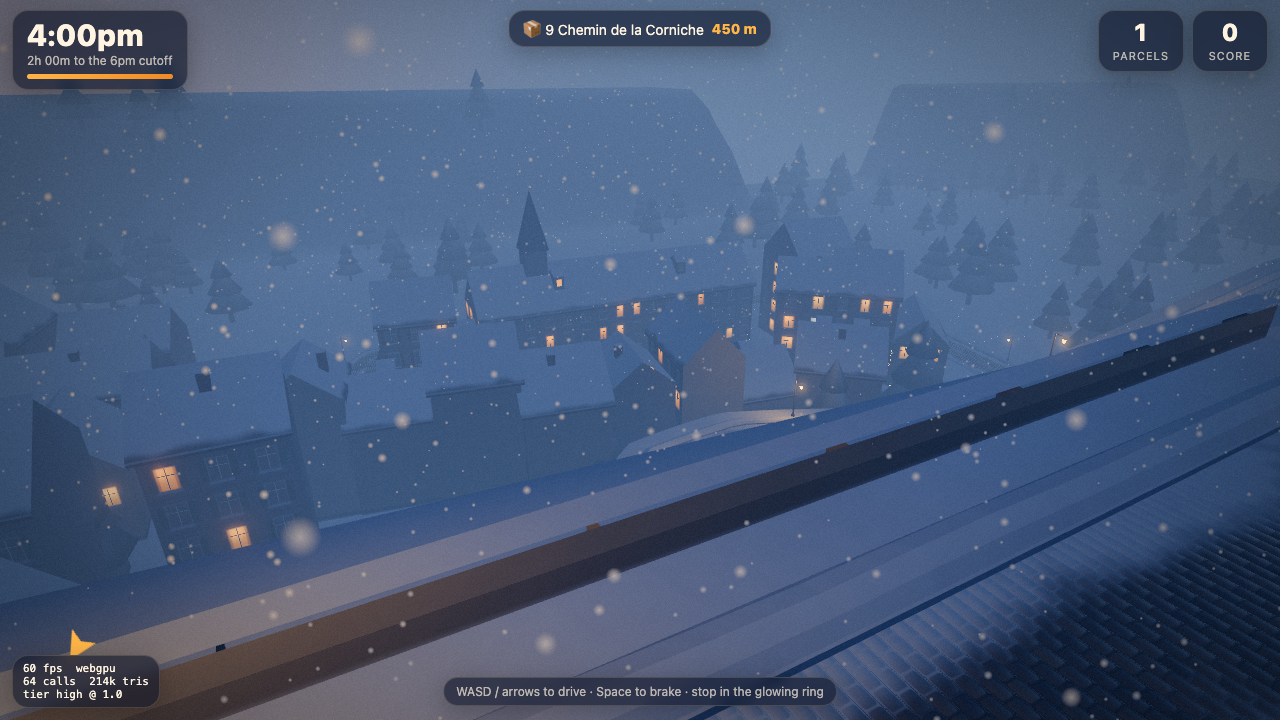 4:00pm
2h 00m to the 6pm cutoff
9 Chemin de la Corniche 450 m
1
PARCELS
0
SCORE
60 fps webgpu
64 calls 214k tris
tier high @ 1.0
WASD / arrows to drive · Space to brake · stop in the glowing ring